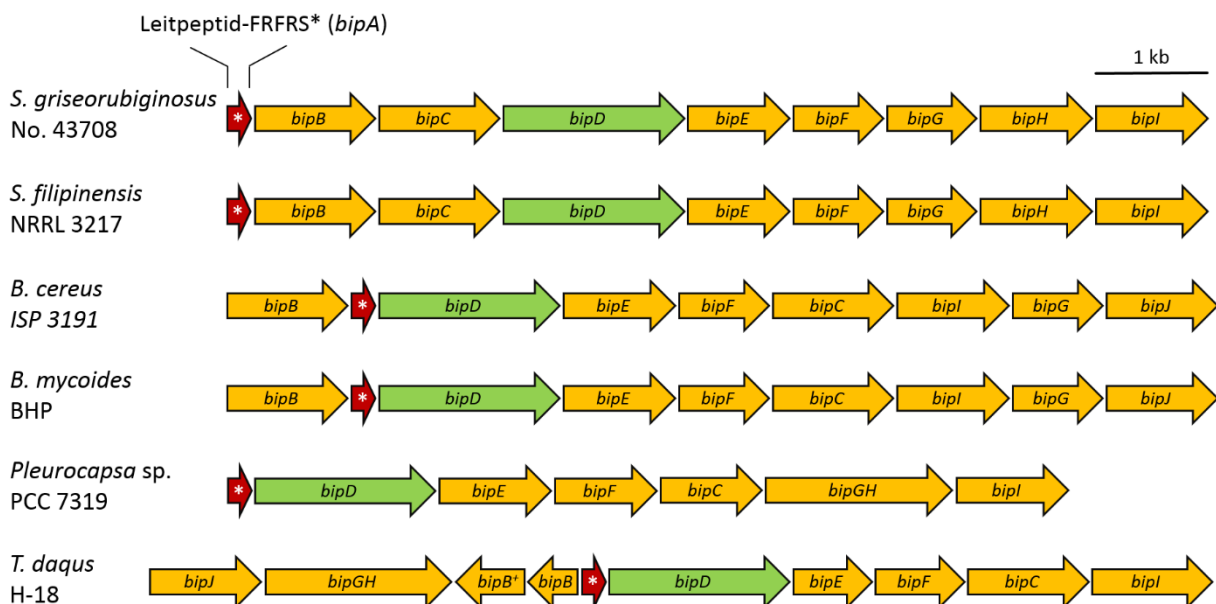 Leitpeptid-FRFRS* (bipA)
1 kb
S. griseorubiginosus
No. 43708
* bipB bipC bipD bipE bipF bipG bipH bipI
S. filipinensis
NRRL 3217
* bipB bipC bipD bipE bipF bipG bipH bipI
B. cereus
ISP 3191
bipB * bipD bipE bipF bipC bipI bipG bipJ
B. mycoides
BHP
bipB * bipD bipE bipF bipC bipI bipG bipJ
Pleurocapsa sp.
PCC 7319
* bipD bipE bipF bipC bipGH bipI
T. daqus
H-18
bipJ bipGH bipB⁺ bipB * bipD bipE bipF bipC bipI